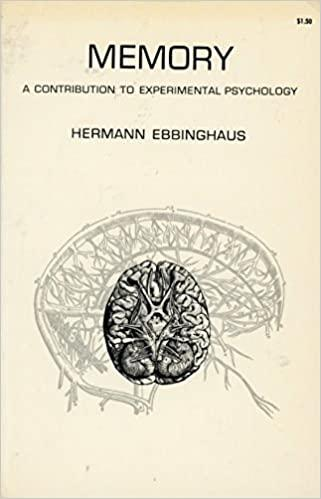 $1.50
MEMORY
A CONTRIBUTION TO EXPERIMENTAL PSYCHOLOGY
HERMANN EBBINGHAUS